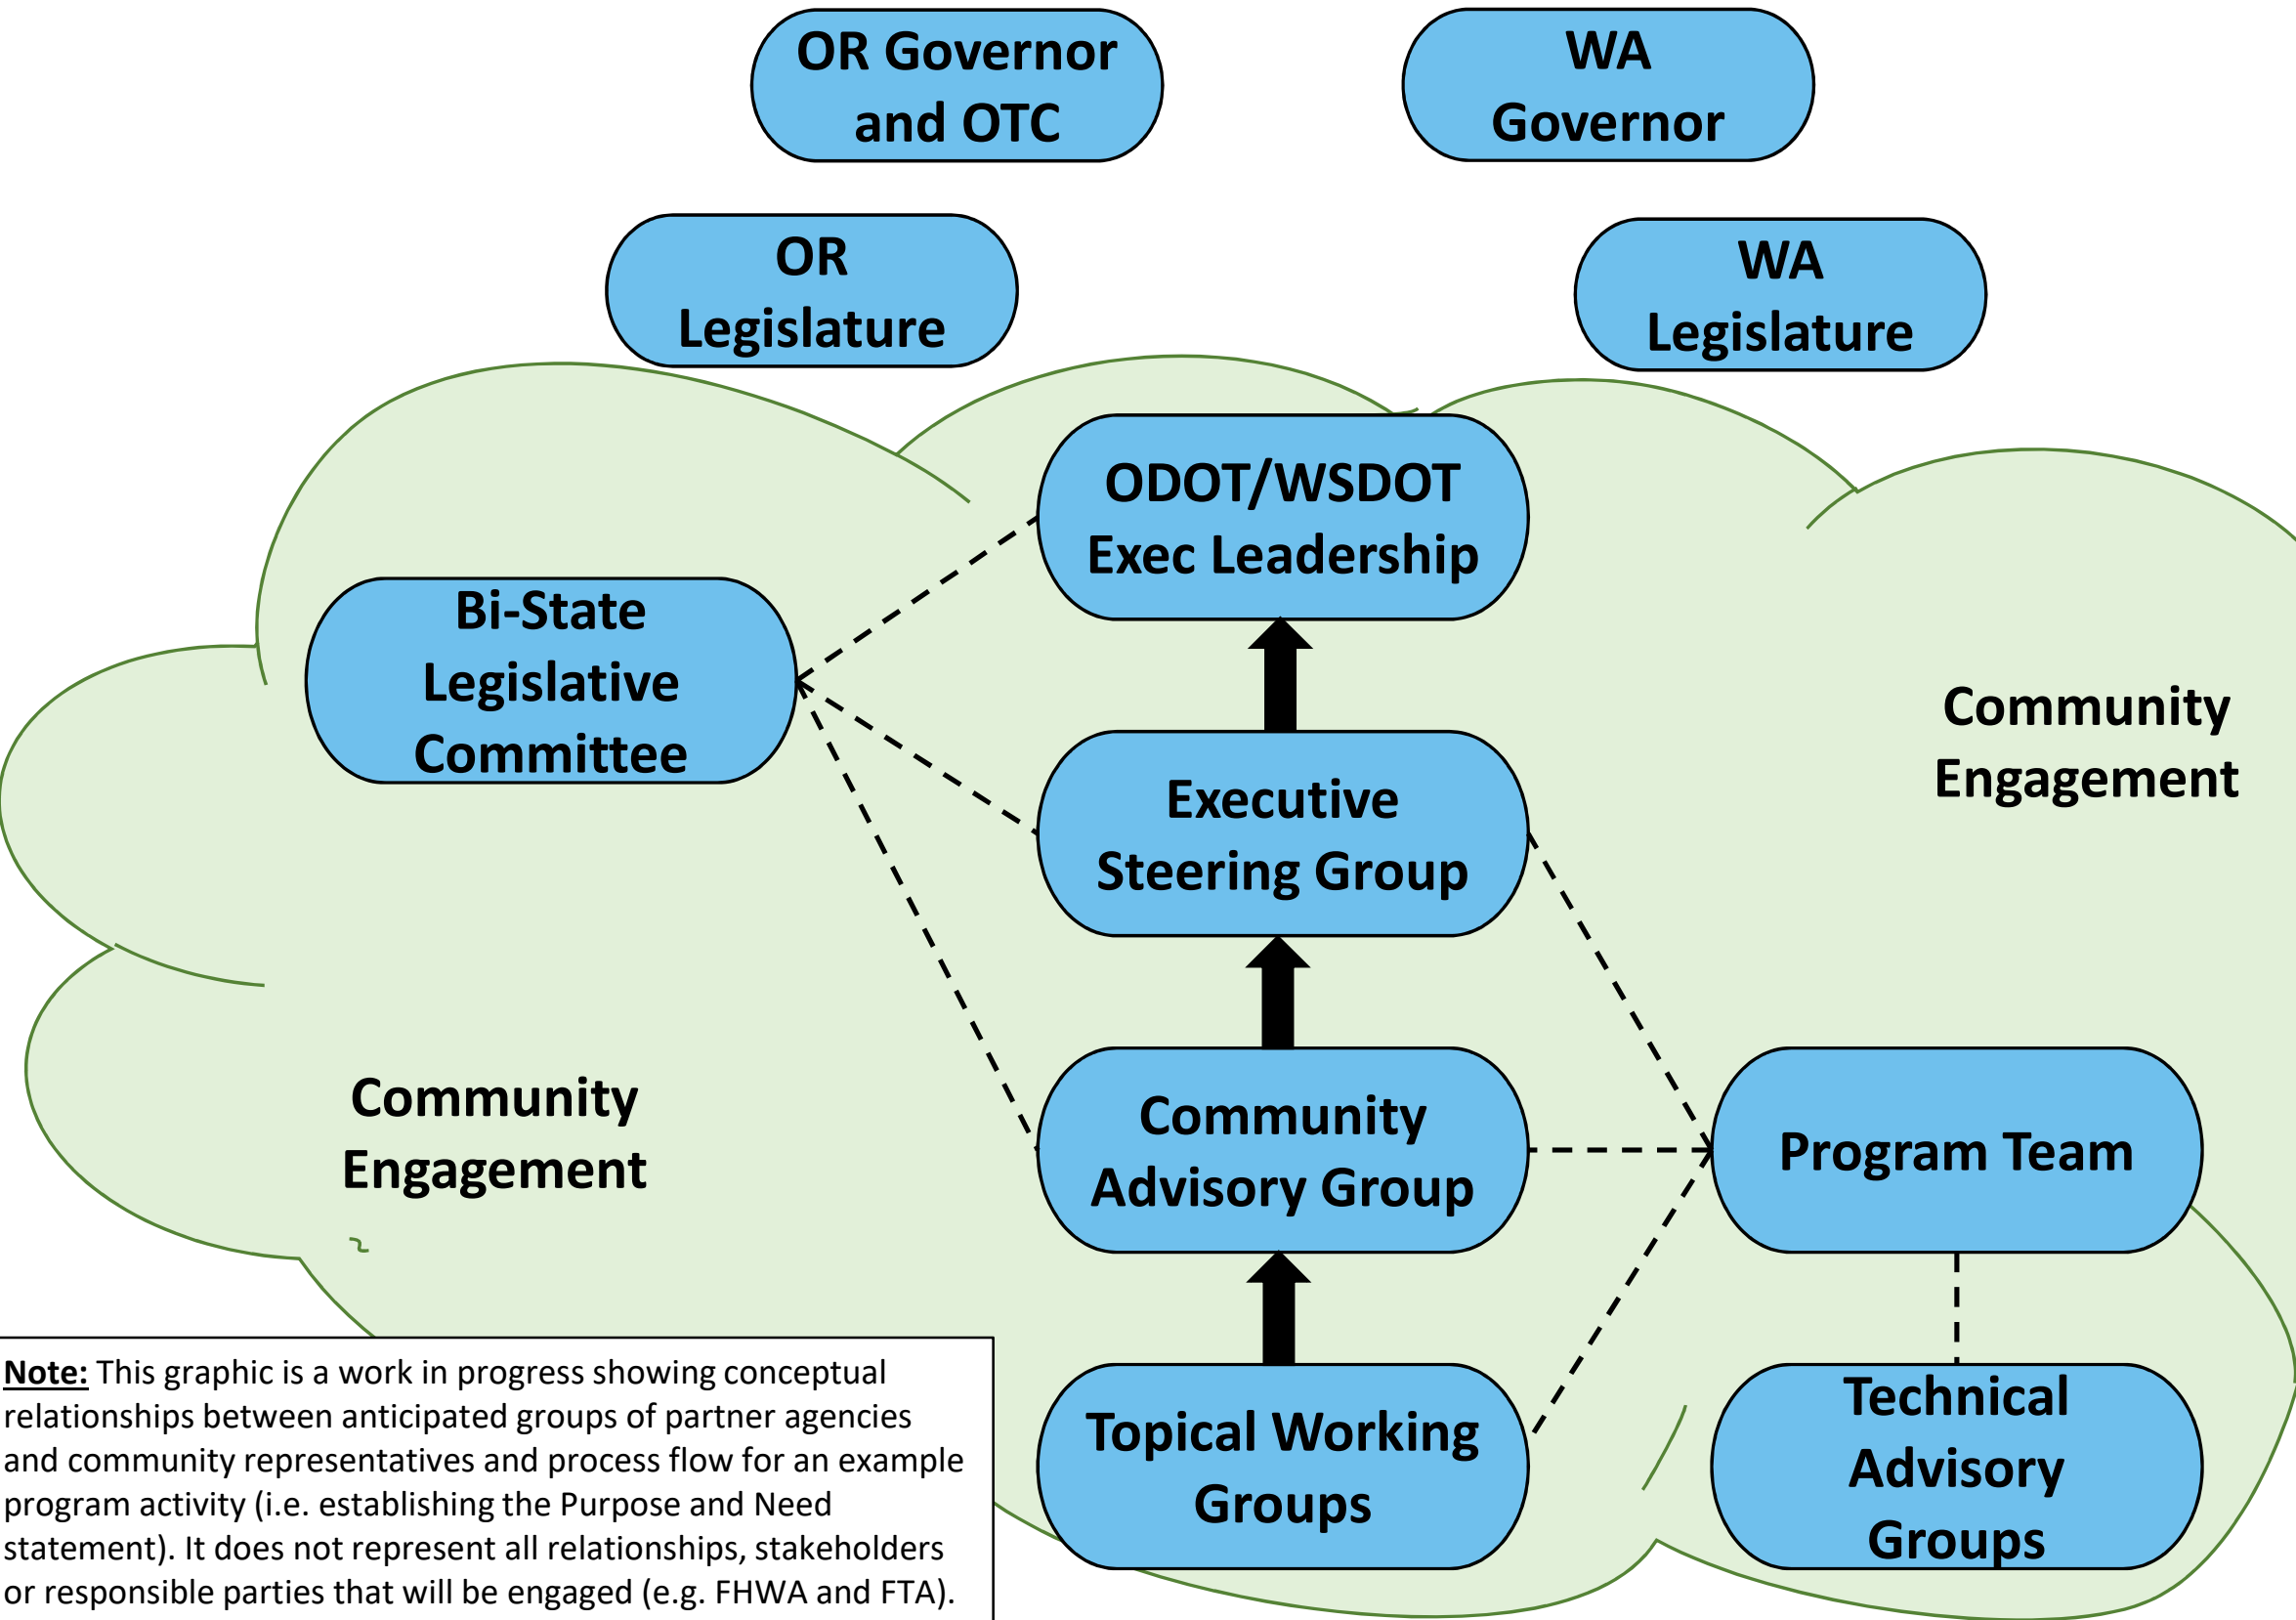 OR Governor
and OTC
WA
Governor
OR
Legislature
WA
Legislature
ODOT/WSDOT
Exec Leadership
Bi-State
Legislative
Committee
Community
Engagement
Executive
Steering Group
Community
Engagement
Community
Advisory Group
Program Team
Note: This graphic is a work in progress showing conceptual
relationships between anticipated groups of partner agencies
and community representatives and process flow for an example
program activity (i.e. establishing the Purpose and Need
statement). It does not represent all relationships, stakeholders
or responsible parties that will be engaged (e.g. FHWA and FTA).
Topical Working
Groups
Technical
Advisory
Groups